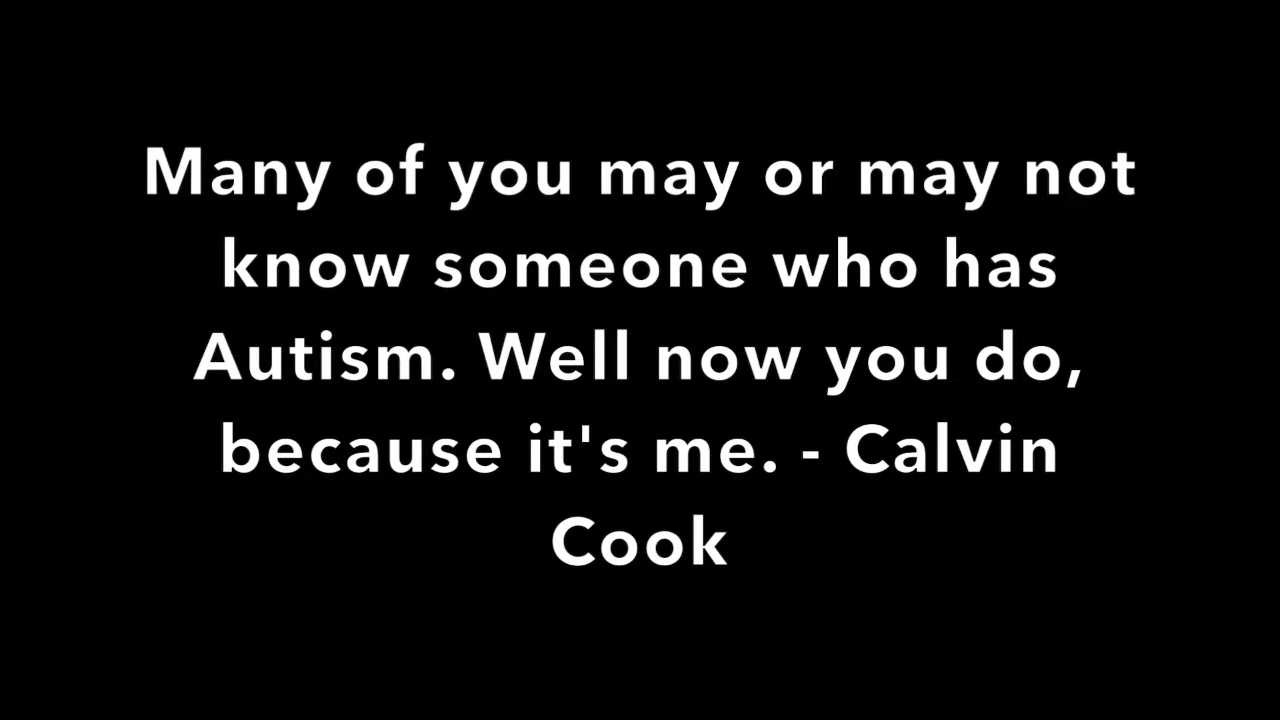 Many of you may or may not
know someone who has
Autism. Well now you do,
because it's me. - Calvin
Cook